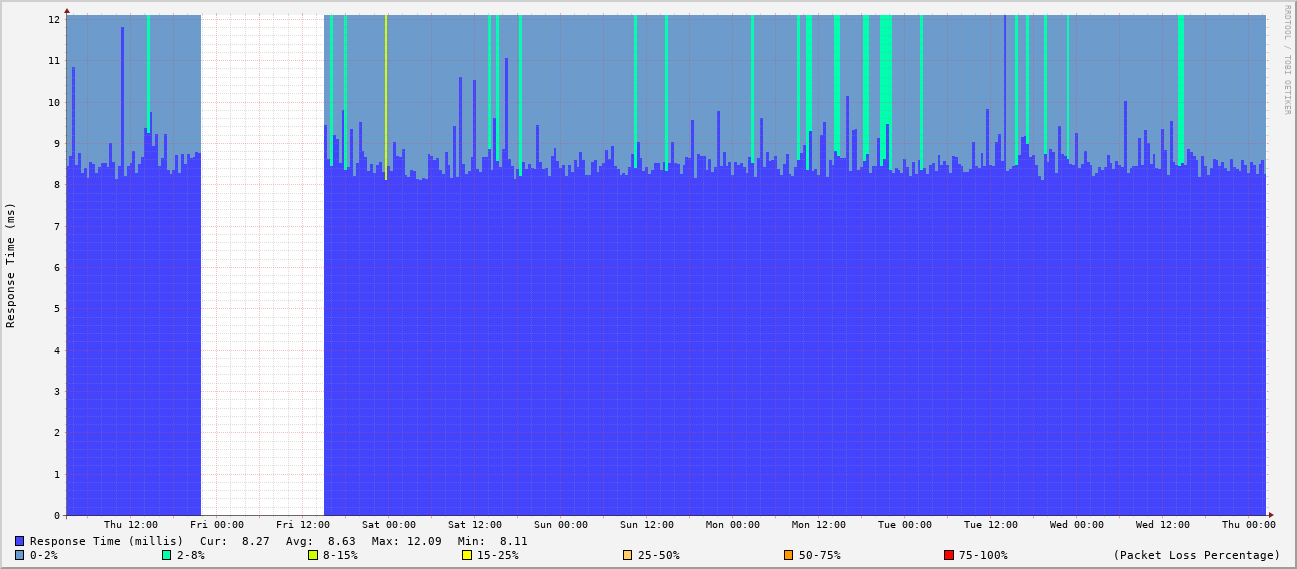 12
11
10
9
8
7
6
5
4
3
2
1
0
Response Time (ms)
RRDTOOL / TOBI OETIKER
Thu 12:00 Fri 00:00 Fri 12:00 Sat 00:00 Sat 12:00 Sun 00:00 Sun 12:00 Mon 00:00 Mon 12:00 Tue 00:00 Tue 12:00 Wed 00:00 Wed 12:00 Thu 00:00
Response Time (millis) Cur: 8.27 Avg: 8.63 Max: 12.09 Min: 8.11
0-2% 2-8% 8-15% 15-25% 25-50% 50-75% 75-100% (Packet Loss Percentage)